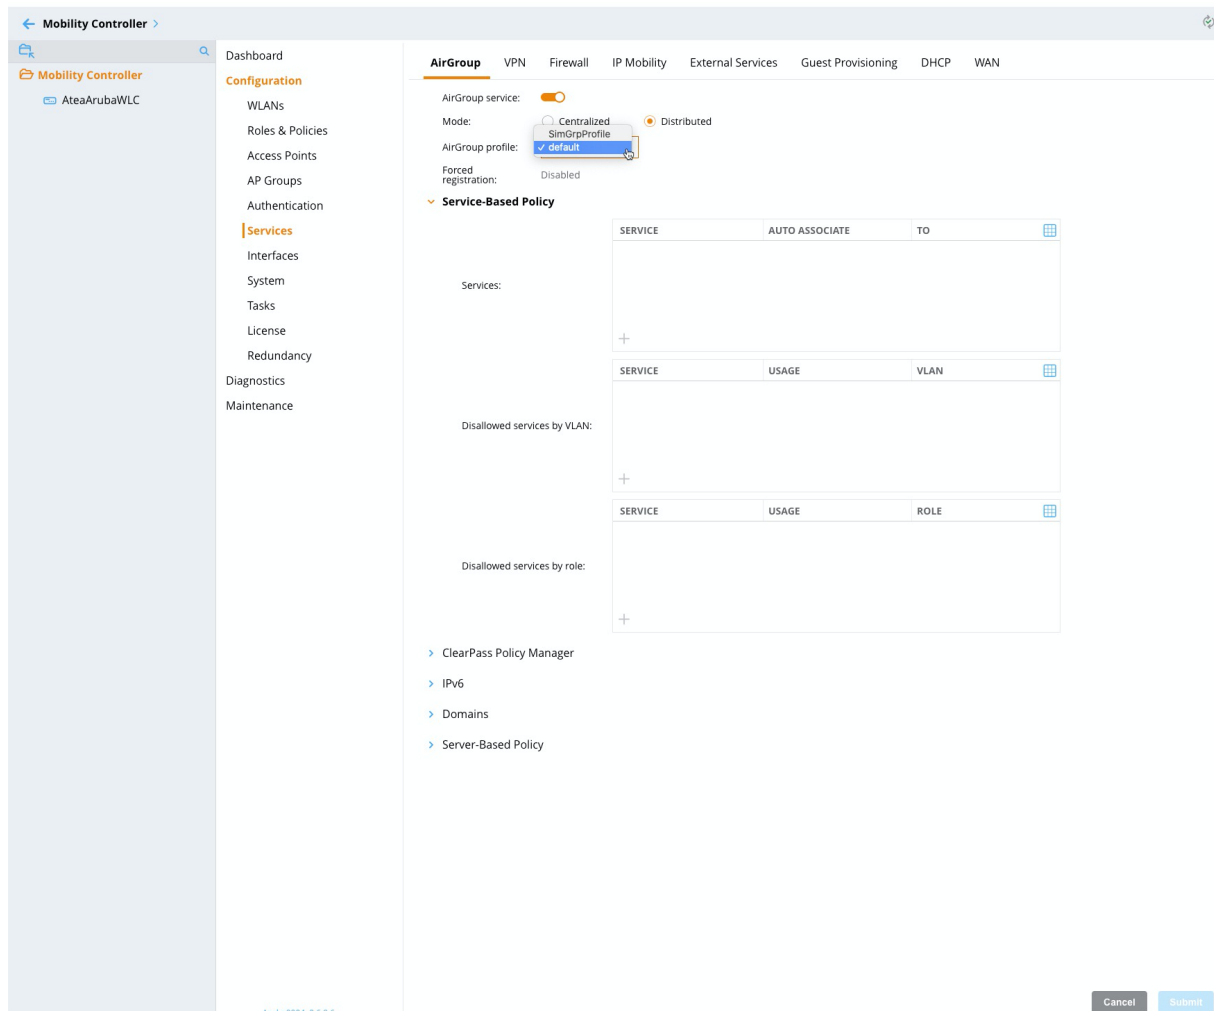 Mobility Controller >
Mobility Controller
AteaArubaWLC
Dashboard
Configuration
WLANs
Roles & Policies
Access Points
AP Groups
Authentication
Services
Interfaces
System
Tasks
License
Redundancy
Diagnostics
Maintenance
AirGroup VPN Firewall IP Mobility External Services Guest Provisioning DHCP WAN
AirGroup service:
Mode: Centralized Distributed
SimGrpProfile
AirGroup profile: ✓ default
Forced
registration: Disabled
Service-Based Policy
SERVICE AUTO ASSOCIATE TO
Services:
SERVICE USAGE VLAN
Disallowed services by VLAN:
SERVICE USAGE ROLE
Disallowed services by role:
> ClearPass Policy Manager
> IPv6
> Domains
> Server-Based Policy
Cancel Submit